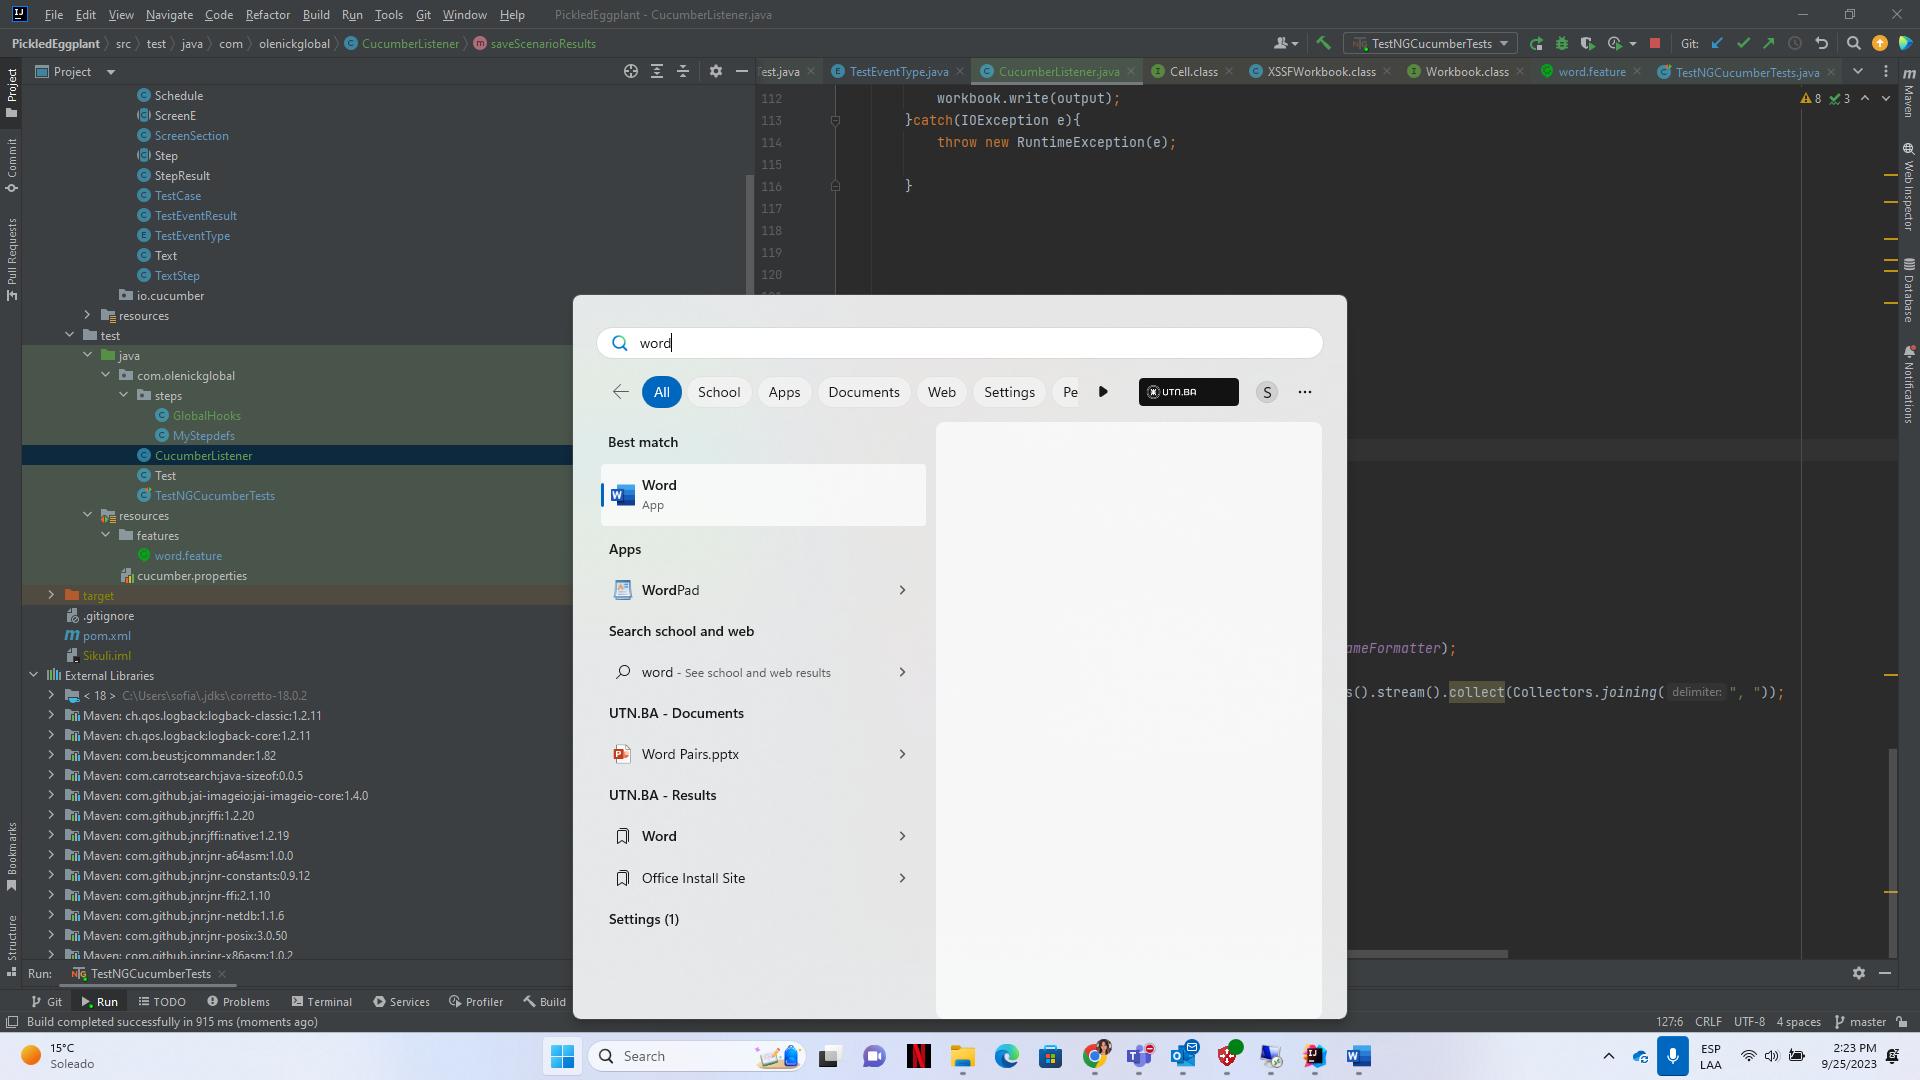 File Edit View Navigate Code Refactor Build Run Tools Git Window Help PickledEggplant - CucumberListener.java
PickledEggplant src test java com olenickglobal CucumberListener saveScenarioResults TestNGCucumberTests Git:
Project
Test.java TestEventType.java CucumberListener.java Cell.class XSSFWorkbook.class Workbook.class word.feature TestNGCucumberTests.java
Project
Commit
Pull Requests
Bookmarks
Structure
Schedule
ScreenE
ScreenSection
Step
StepResult
TestCase
TestEventResult
TestEventType
Text
TextStep
io.cucumber
resources
test
java
com.olenickglobal
steps
GlobalHooks
MyStepdefs
CucumberListener
Test
TestNGCucumberTests
resources
features
word.feature
cucumber.properties
target
.gitignore
pom.xml
Sikuli.iml
External Libraries
< 18 > C:\Users\sofia\.jdks\corretto-18.0.2
Maven: ch.qos.logback:logback-classic:1.2.11
Maven: ch.qos.logback:logback-core:1.2.11
Maven: com.beust:jcommander:1.82
Maven: com.carrotsearch:java-sizeof:0.0.5
Maven: com.github.jai-imageio:jai-imageio-core:1.4.0
Maven: com.github.jnr:jffi:1.2.20
Maven: com.github.jnr:jffi:native:1.2.19
Maven: com.github.jnr:jnr-a64asm:1.0.0
Maven: com.github.jnr:jnr-constants:0.9.12
Maven: com.github.jnr:jnr-ffi:2.1.10
Maven: com.github.jnr:jnr-netdb:1.1.6
Maven: com.github.jnr:jnr-posix:3.0.50
Maven: com.github.jnr:jnr-x86asm:1.0.2
112 workbook.write(output);
113 }catch(IOException e){
114 throw new RuntimeException(e);
115
116 }
117
118
119
120
8 3
ameFormatter);
s().stream().collect(Collectors.joining( delimiter: ", "));
Maven
Web Inspector
Database
Notifications
word
All School Apps Documents Web Settings Pe UTN.BA S
Best match
Word
App
Apps
WordPad
Search school and web
word - See school and web results
UTN.BA - Documents
Word Pairs.pptx
UTN.BA - Results
Word
Office Install Site
Settings (1)
Run: TestNGCucumberTests
Git Run TODO Problems Terminal Services Profiler Build
Build completed successfully in 915 ms (moments ago) 127:6 CRLF UTF-8 4 spaces master
15°C
Soleado
Search
ESP
LAA
2:23 PM
9/25/2023